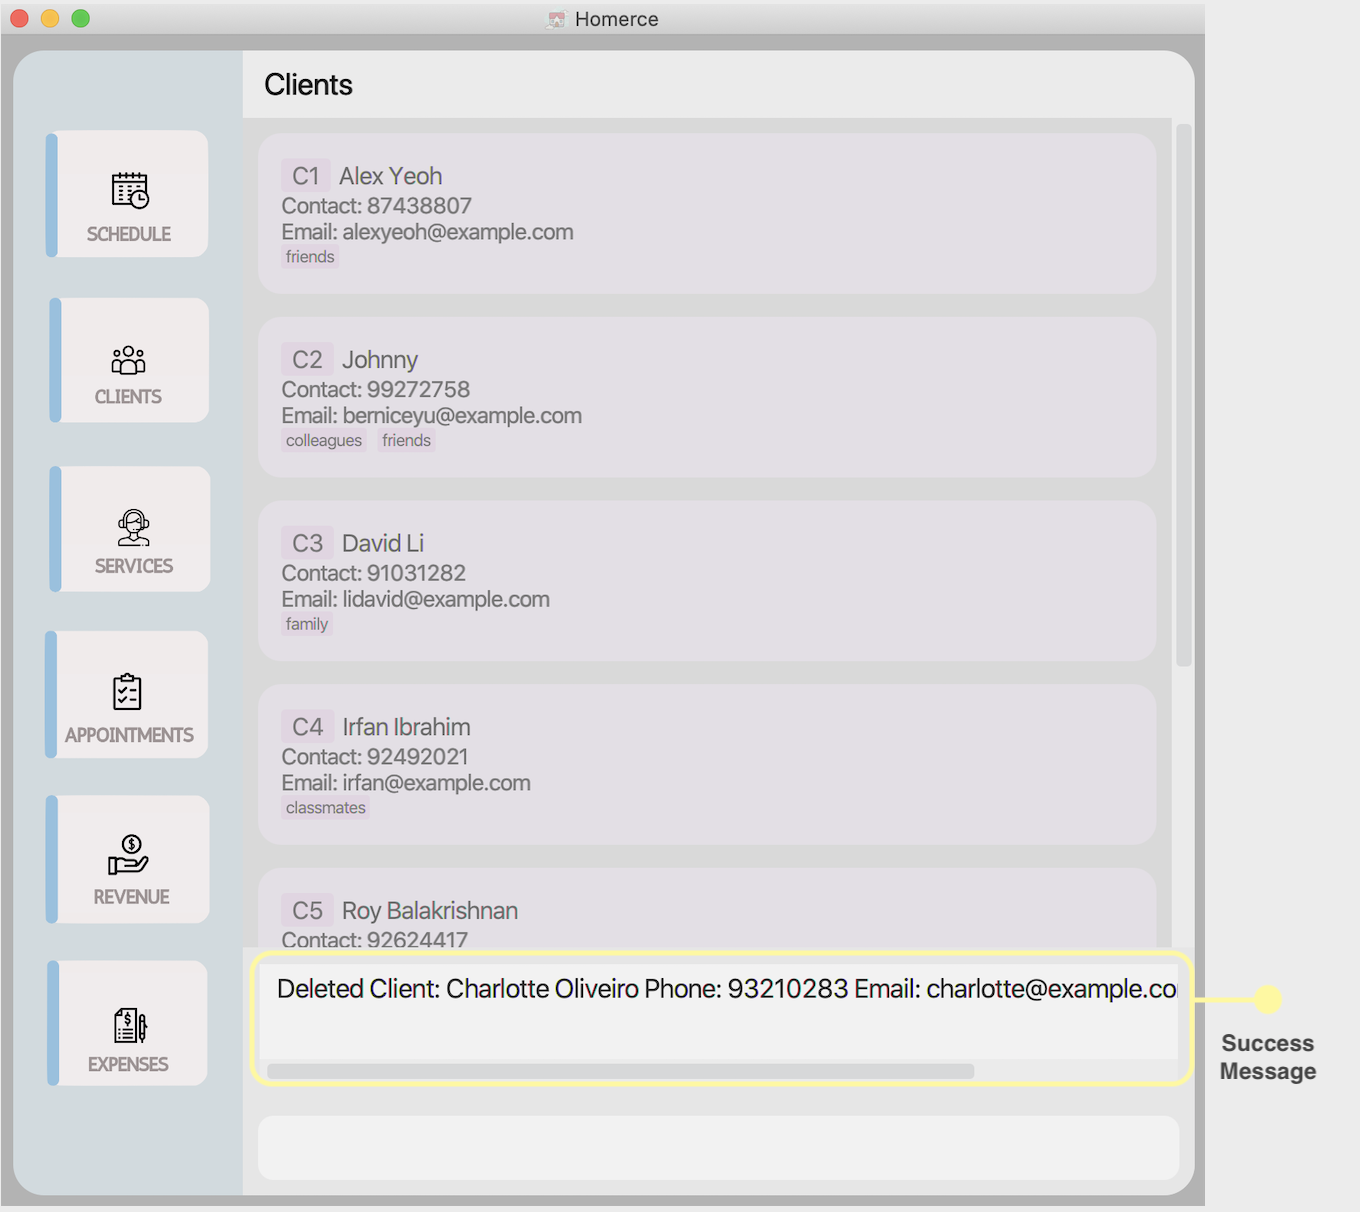 Homerce
Clients
SCHEDULE
CLIENTS
SERVICES
APPOINTMENTS
REVENUE
EXPENSES
C1 Alex Yeoh
Contact: 87438807
Email: alexyeoh@example.com
friends
C2 Johnny
Contact: 99272758
Email: berniceyu@example.com
colleagues friends
C3 David Li
Contact: 91031282
Email: lidavid@example.com
family
C4 Irfan Ibrahim
Contact: 92492021
Email: irfan@example.com
classmates
C5 Roy Balakrishnan
Contact: 92624417
Deleted Client: Charlotte Oliveiro Phone: 93210283 Email: charlotte@example.co
Success
Message